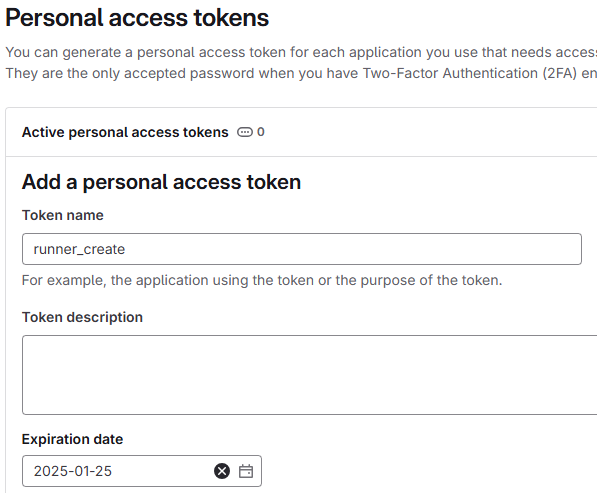 Personal access tokens
You can generate a personal access token for each application you use that needs access
They are the only accepted password when you have Two-Factor Authentication (2FA) en
Active personal access tokens 0
Add a personal access token
Token name
runner_create
For example, the application using the token or the purpose of the token.
Token description
Expiration date
2025-01-25